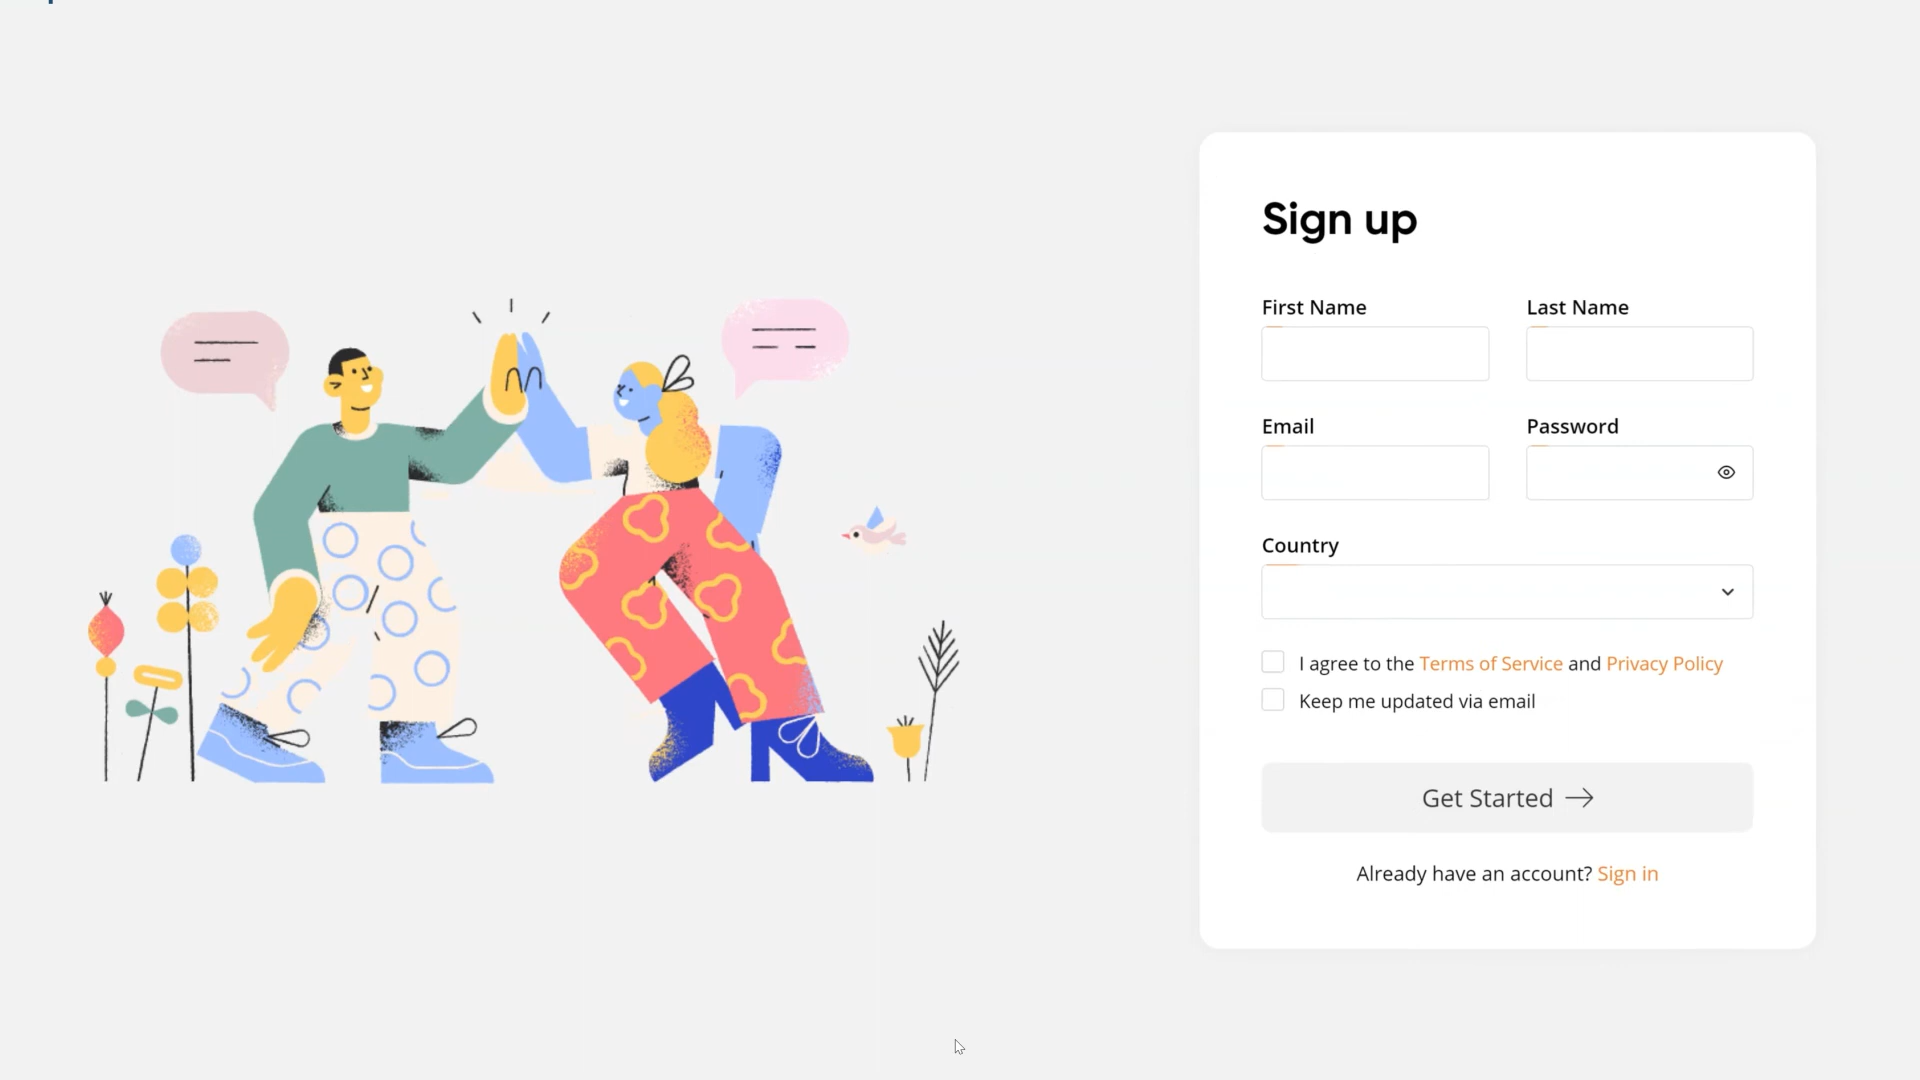 Sign up
First Name
Last Name
Email
Password
Country
I agree to the Terms of Service and Privacy Policy
Keep me updated via email
Get Started
Already have an account? Sign in